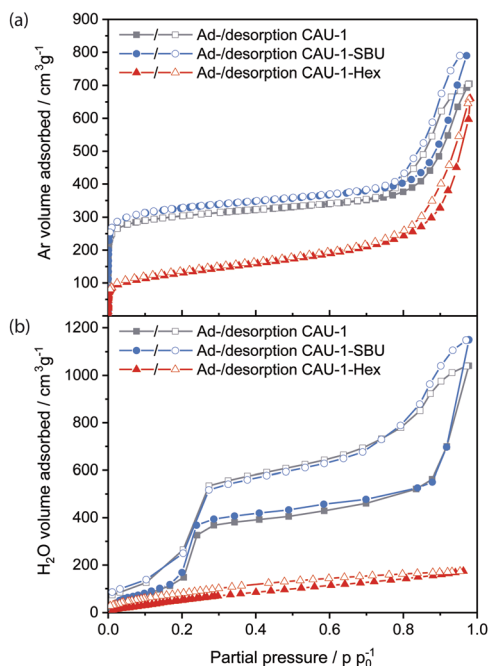 (a)
900
800
700
600
500
400
300
200
100
Ar volume adsorbed / cm³g⁻¹
/ Ad-/desorption CAU-1
/ Ad-/desorption CAU-1-SBU
/ Ad-/desorption CAU-1-Hex
(b)
1200
1000
800
600
400
200
0
H₂O volume adsorbed / cm³g⁻¹
/ Ad-/desorption CAU-1
/ Ad-/desorption CAU-1-SBU
/ Ad-/desorption CAU-1-Hex
0.0 0.2 0.4 0.6 0.8 1.0
Partial pressure / p p₀⁻¹